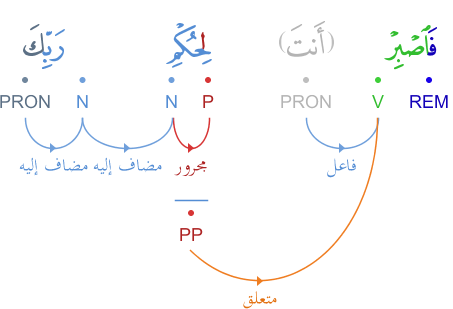 فَٱصْبِرْ (أَنتَ) لِحُكْمِ رَبِّكَ
REM V PRON P N N PRON
فاعل مجرور مضاف إليه مضاف إليه
PP
متعلق